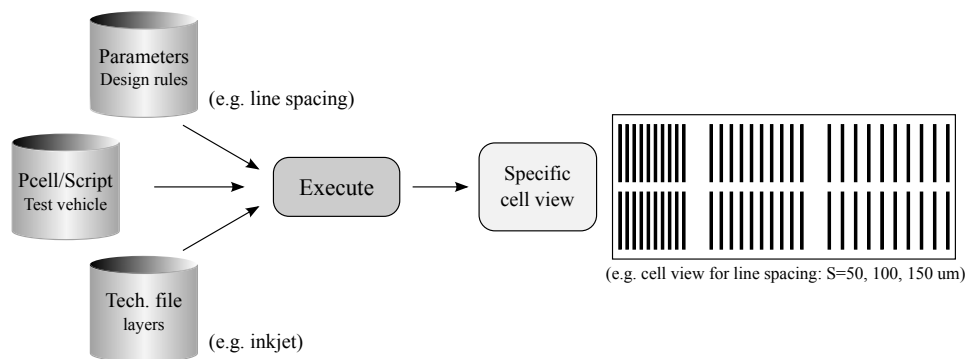 Parameters
Design rules
(e.g. line spacing)
Pcell/Script
Test vehicle
Execute
Specific
cell view
(e.g. cell view for line spacing: S=50, 100, 150 um)
Tech. file
layers
(e.g. inkjet)